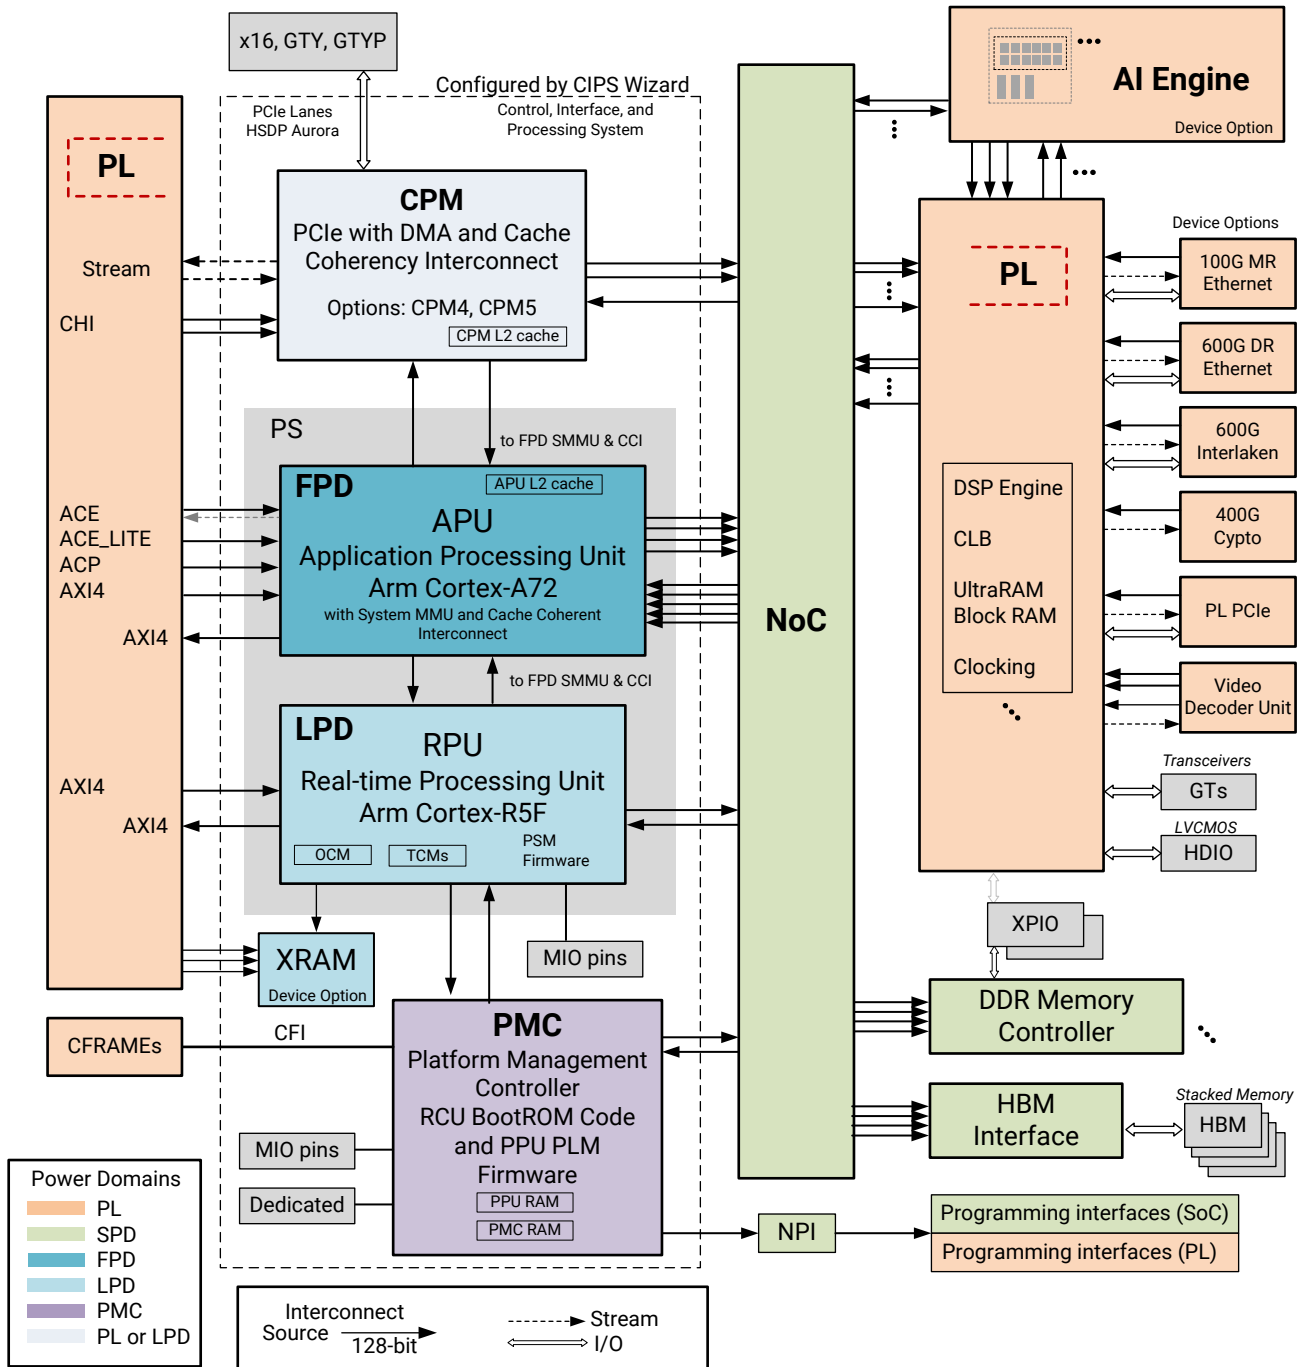 x16, GTY, GTYP
Configured by CIPS Wizard
PCIe Lanes
HSDP Aurora
Control, Interface, and
Processing System
PL
Stream
CHI
ACE
ACE_LITE
ACP
AXI4
AXI4
AXI4
AXI4
CPM
PCIe with DMA and Cache
Coherency Interconnect
Options: CPM4, CPM5
CPM L2 cache
PS
to FPD SMMU & CCI
FPD
APU L2 cache
APU
Application Processing Unit
Arm Cortex-A72
with System MMU and Cache Coherent
Interconnect
to FPD SMMU & CCI
LPD
RPU
Real-time Processing Unit
Arm Cortex-R5F
OCM
TCMs
PSM
Firmware
XRAM
Device Option
MIO pins
CFRAMEs
CFI
PMC
Platform Management
Controller
RCU BootROM Code
and PPU PLM
Firmware
PPU RAM
PMC RAM
MIO pins
Dedicated
NoC
AI Engine
Device Option
PL
DSP Engine
CLB
UltraRAM
Block RAM
Clocking
Device Options
100G MR
Ethernet
600G DR
Ethernet
600G
Interlaken
400G
Cypto
PL PCIe
Video
Decoder Unit
Transceivers
GTs
LVCMOS
HDIO
XPIO
DDR Memory
Controller
HBM
Interface
Stacked Memory
HBM
NPI
Programming interfaces (SoC)
Programming interfaces (PL)
Power Domains
PL
SPD
FPD
LPD
PMC
PL or LPD
Interconnect
Source
128-bit
Stream
I/O